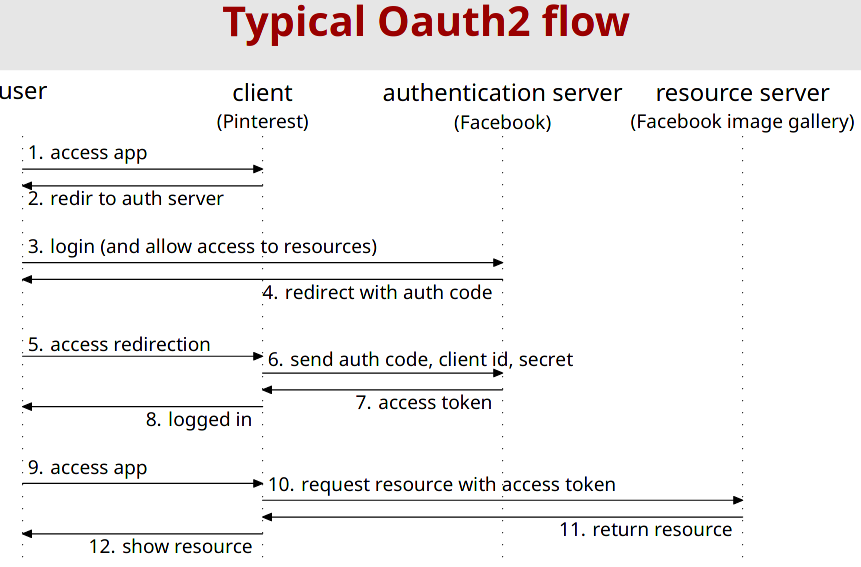 Typical Oauth2 flow
user
client
authentication server
resource server
(Pinterest)
(Facebook)
(Facebook image gallery)
1. access app
2. redir to auth server
3. login (and allow access to resources)
4. redirect with auth code
5. access redirection
6. send auth code, client id, secret
7. access token
8. logged in
9. access app
10. request resource with access token
11. return resource
12. show resource